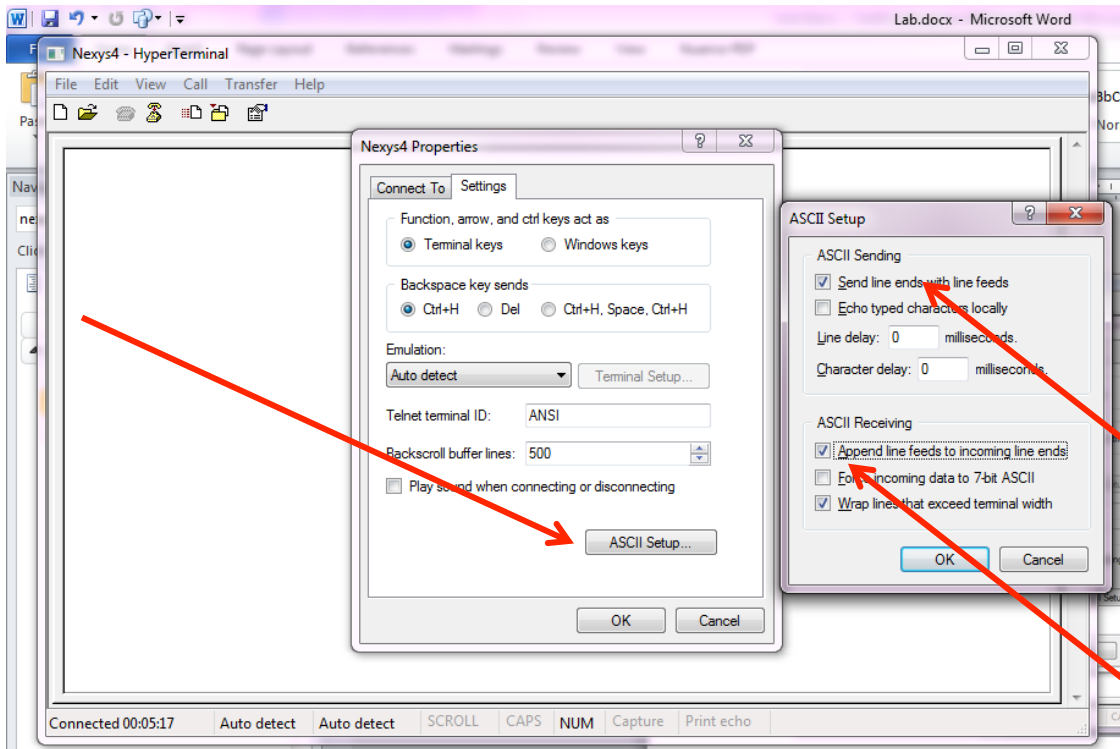 Lab.docx - Microsoft Word
Nexys4 - HyperTerminal
File Edit View Call Transfer Help
Nexys4 Properties
Connect To Settings
Function, arrow, and ctrl keys act as
Terminal keys Windows keys
Backspace key sends
Ctrl+H Del Ctrl+H, Space, Ctrl+H
Emulation:
Auto detect Terminal Setup...
Telnet terminal ID: ANSI
Backscroll buffer lines: 500
Play sound when connecting or disconnecting
ASCII Setup...
OK Cancel
ASCII Setup
ASCII Sending
Send line ends with line feeds
Echo typed characters locally
Line delay: 0 milliseconds.
Character delay: 0 milliseconds.
ASCII Receiving
Append line feeds to incoming line ends
Force incoming data to 7-bit ASCII
Wrap lines that exceed terminal width
OK Cancel
Connected 00:05:17 Auto detect Auto detect SCROLL CAPS NUM Capture Print echo